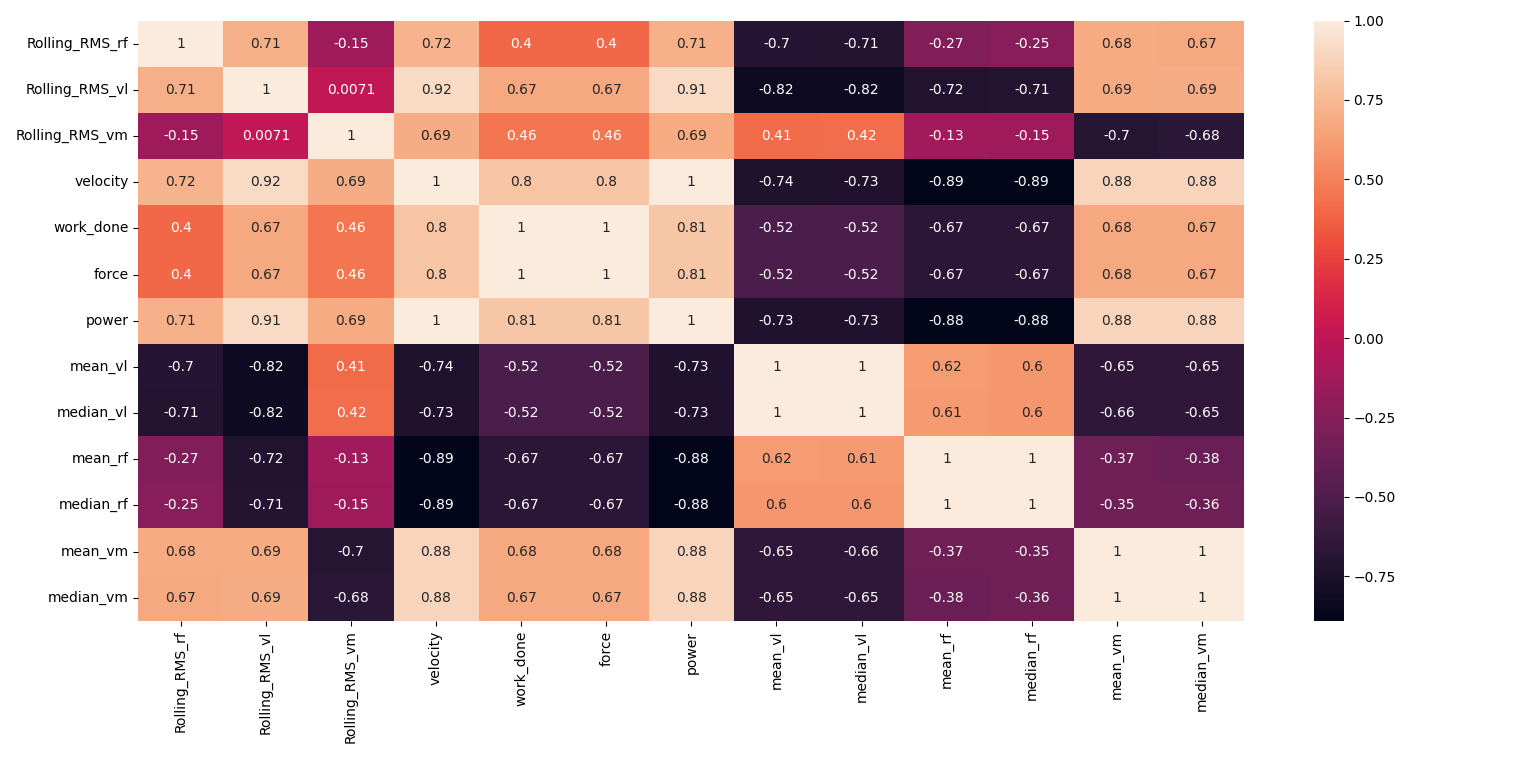 Rolling_RMS_rf 1 0.71 -0.15 0.72 0.4 0.4 0.71 -0.7 -0.71 -0.27 -0.25 0.68 0.67
Rolling_RMS_vl 0.71 1 0.0071 0.92 0.67 0.67 0.91 -0.82 -0.82 -0.72 -0.71 0.69 0.69
Rolling_RMS_vm -0.15 0.0071 1 0.69 0.46 0.46 0.69 0.41 0.42 -0.13 -0.15 -0.7 -0.68
velocity 0.72 0.92 0.69 1 0.8 0.8 1 -0.74 -0.73 -0.89 -0.89 0.88 0.88
work_done 0.4 0.67 0.46 0.8 1 1 0.81 -0.52 -0.52 -0.67 -0.67 0.68 0.67
force 0.4 0.67 0.46 0.8 1 1 0.81 -0.52 -0.52 -0.67 -0.67 0.68 0.67
power 0.71 0.91 0.69 1 0.81 0.81 1 -0.73 -0.73 -0.88 -0.88 0.88 0.88
mean_vl -0.7 -0.82 0.41 -0.74 -0.52 -0.52 -0.73 1 1 0.62 0.6 -0.65 -0.65
median_vl -0.71 -0.82 0.42 -0.73 -0.52 -0.52 -0.73 1 1 0.61 0.6 -0.66 -0.65
mean_rf -0.27 -0.72 -0.13 -0.89 -0.67 -0.67 -0.88 0.62 0.61 1 1 -0.37 -0.38
median_rf -0.25 -0.71 -0.15 -0.89 -0.67 -0.67 -0.88 0.6 0.6 1 1 -0.35 -0.36
mean_vm 0.68 0.69 -0.7 0.88 0.68 0.68 0.88 -0.65 -0.66 -0.37 -0.35 1 1
median_vm 0.67 0.69 -0.68 0.88 0.67 0.67 0.88 -0.65 -0.65 -0.38 -0.36 1 1
Rolling_RMS_rf
Rolling_RMS_vl
Rolling_RMS_vm
velocity
work_done
force
power
mean_vl
median_vl
mean_rf
median_rf
mean_vm
median_vm
1.00
0.75
0.50
0.25
0.00
−0.25
−0.50
−0.75